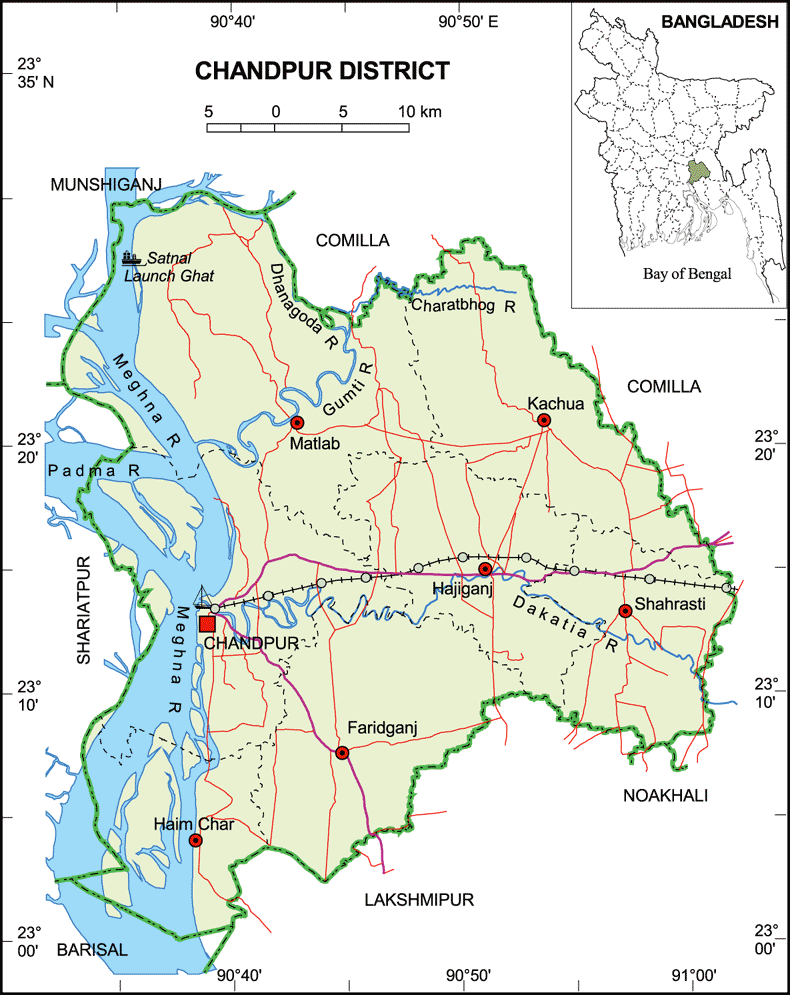 90°40'
90°50' E
BANGLADESH
23°
35' N
CHANDPUR DISTRICT
5 0 5 10 km
MUNSHIGANJ
COMILLA
Satnal
Launch Ghat
Bay of Bengal
Dhanagoda R
Charatbhog R
Meghna R
Gumti R
COMILLA
Kachua
Matlab
23°
20'
23°
20'
Padma R
SHARIATPUR
Hajiganj
Dakatia R
Shahrasti
Meghna R
CHANDPUR
23°
10'
23°
10'
Faridganj
NOAKHALI
Haim Char
LAKSHMIPUR
23°
00'
23°
00'
BARISAL
90°40'
90°50'
91°00'